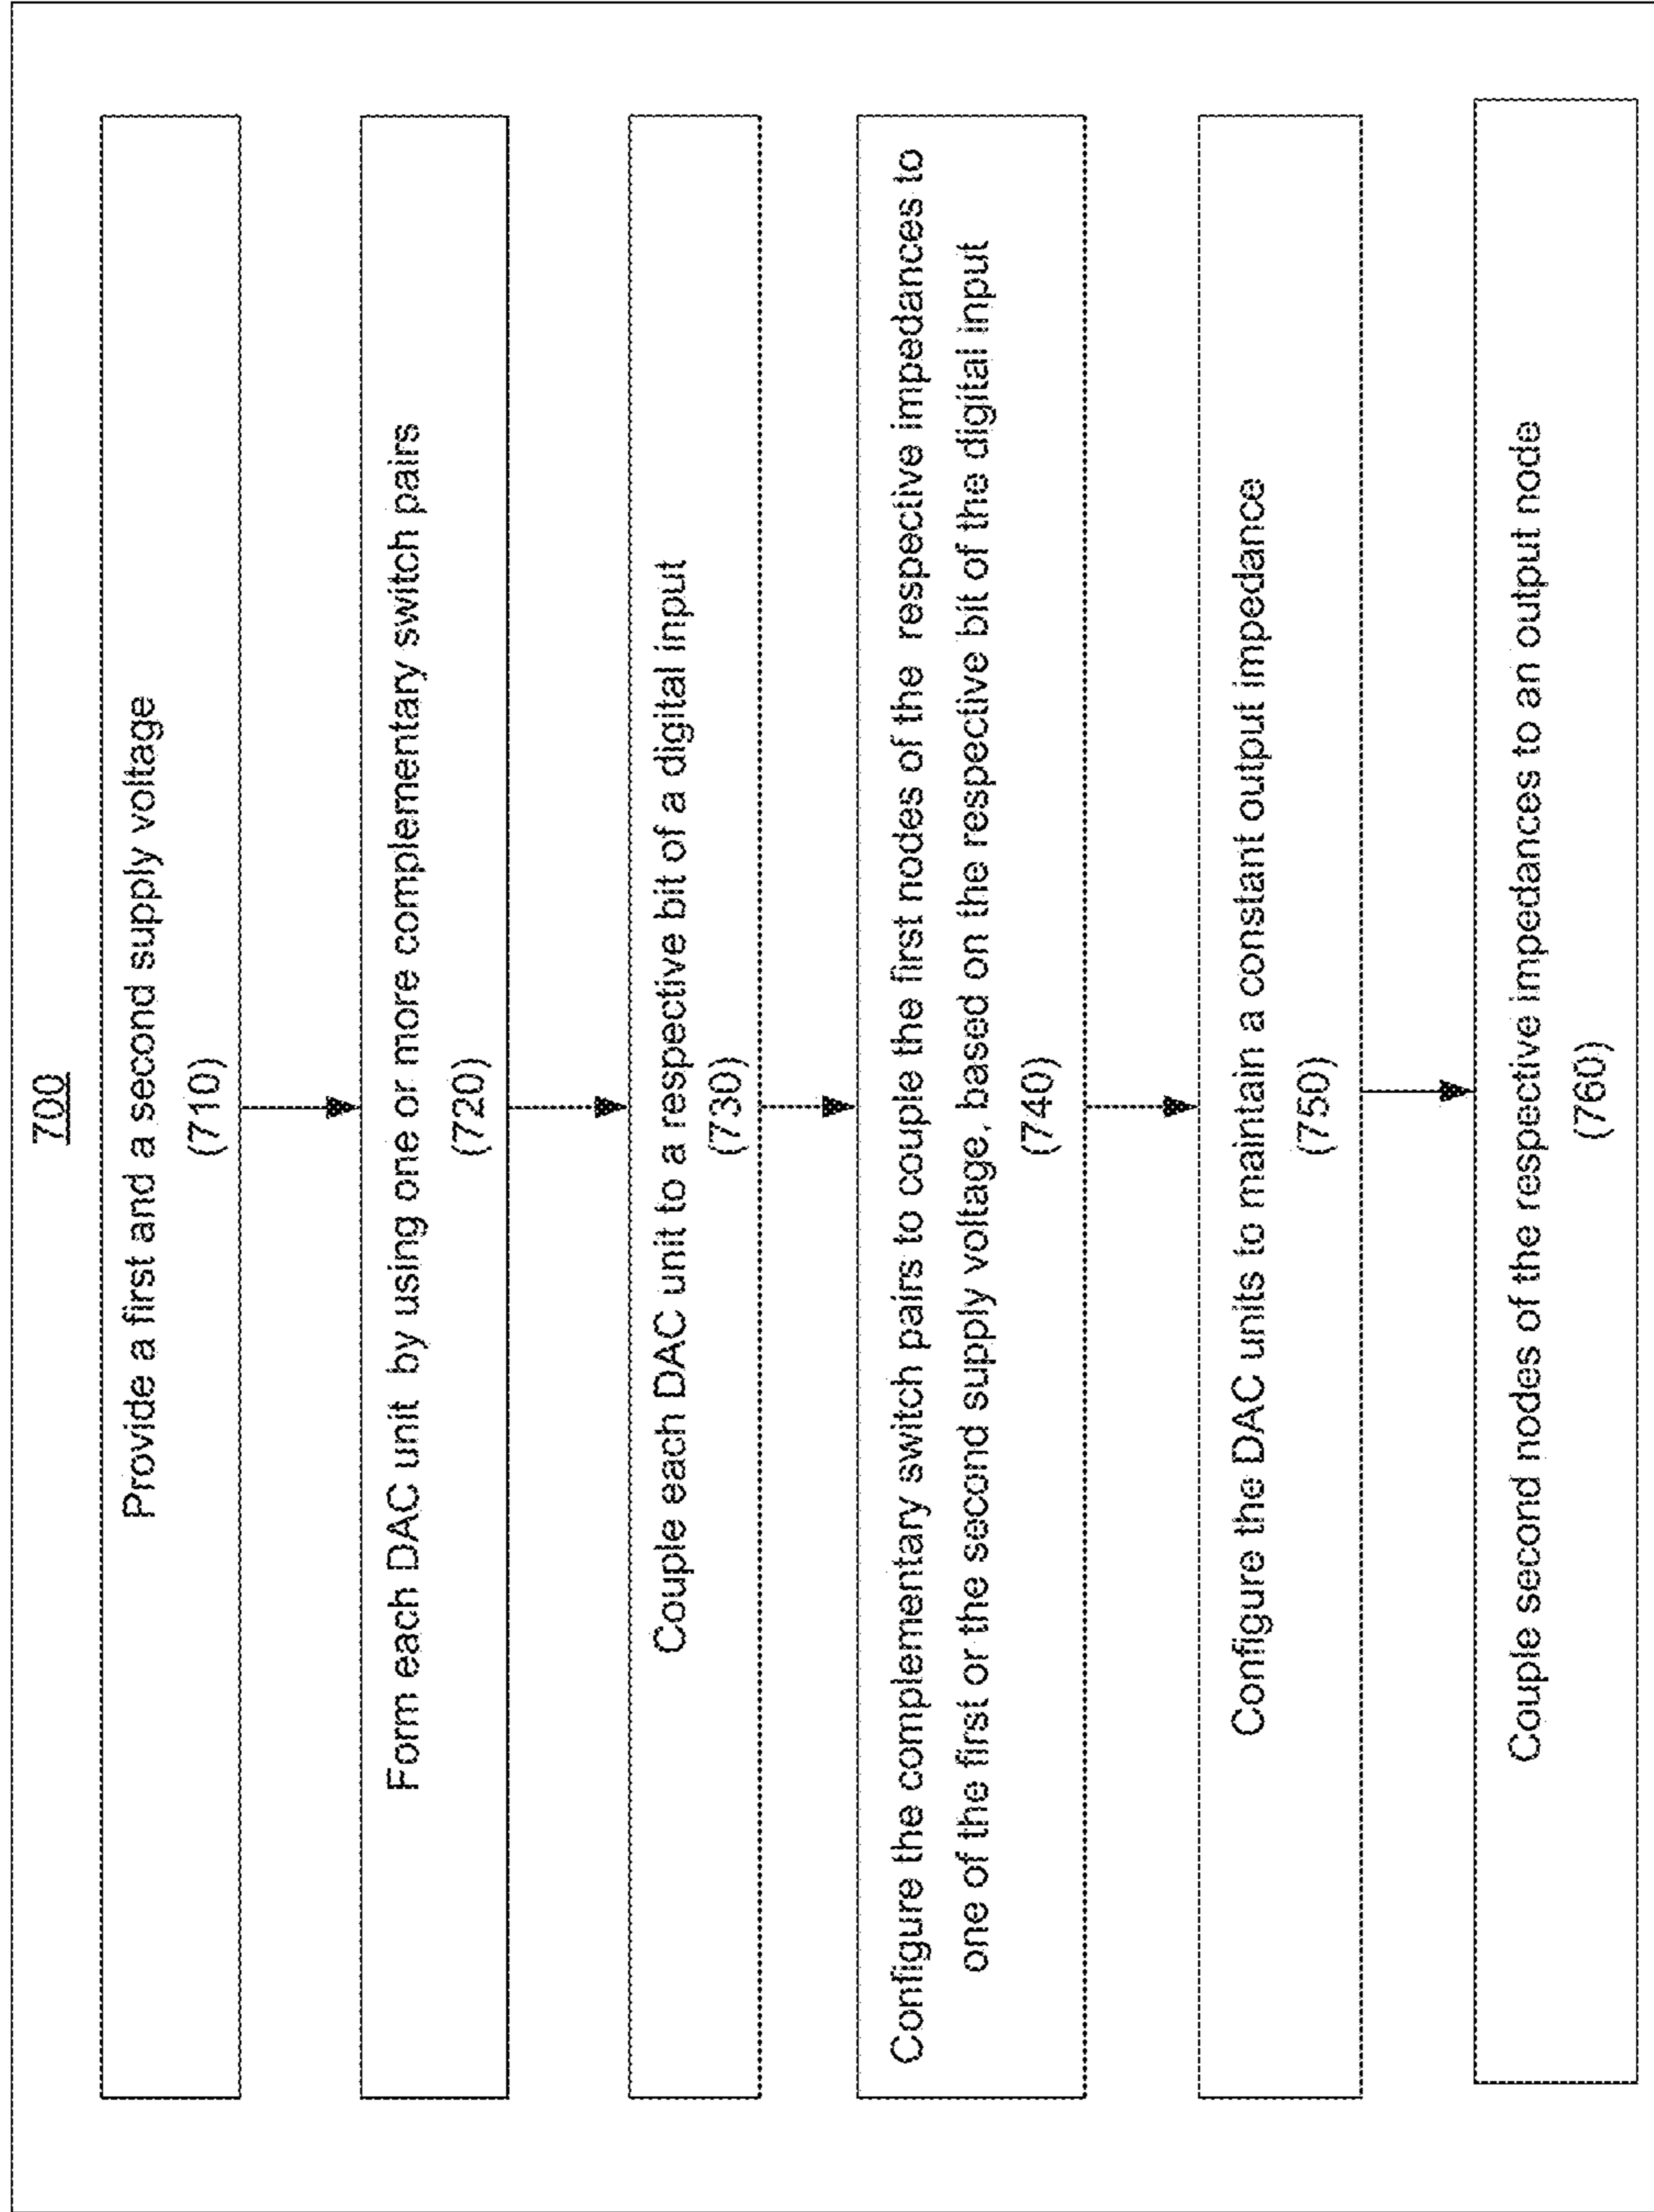 700
Provide a first and a second supply voltage
(710)
Form each DAC unit by using one or more complementary switch pairs
(720)
Couple each DAC unit to a respective bit of a digital input
(730)
Configure the complementary switch pairs to couple the first nodes of the respective impedances to
one of the first or the second supply voltage, based on the respective bit of the digital input
(740)
Configure the DAC units to maintain a constant output impedance
(750)
Couple second nodes of the respective impedances to an output node
(760)